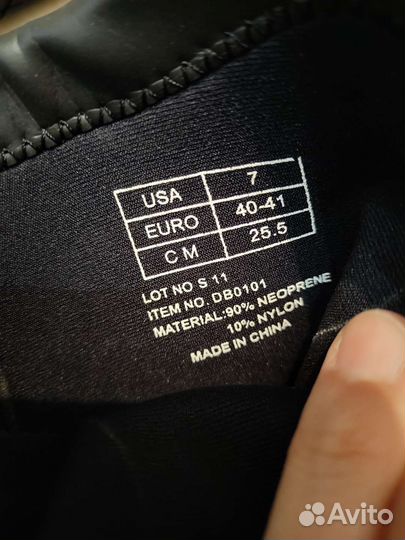 USA 7
EURO 40-41
CM 25.5
LOT NO S 11
ITEM NO. DB0101
MATERIAL:90% NEOPRENE
10% NYLON
MADE IN CHINA
Avito